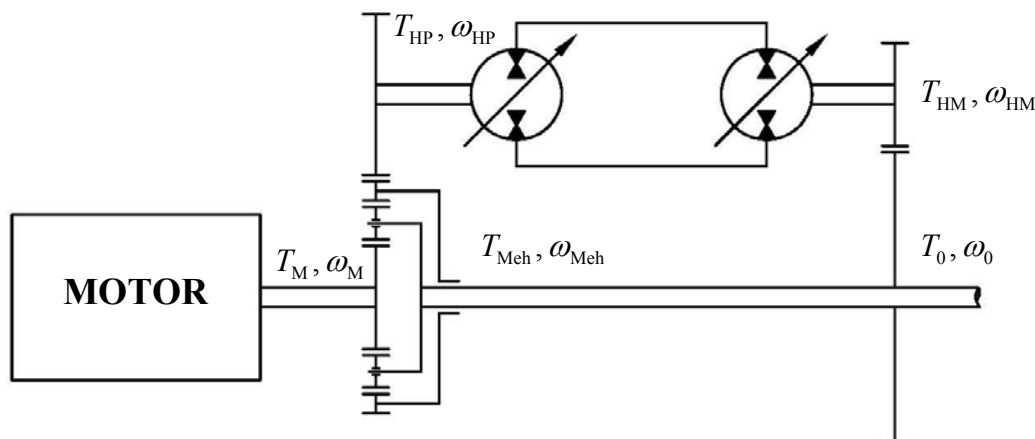 T_HP, ω_HP
T_HM, ω_HM
T_M, ω_M
T_Meh, ω_Meh
T_0, ω_0
MOTOR